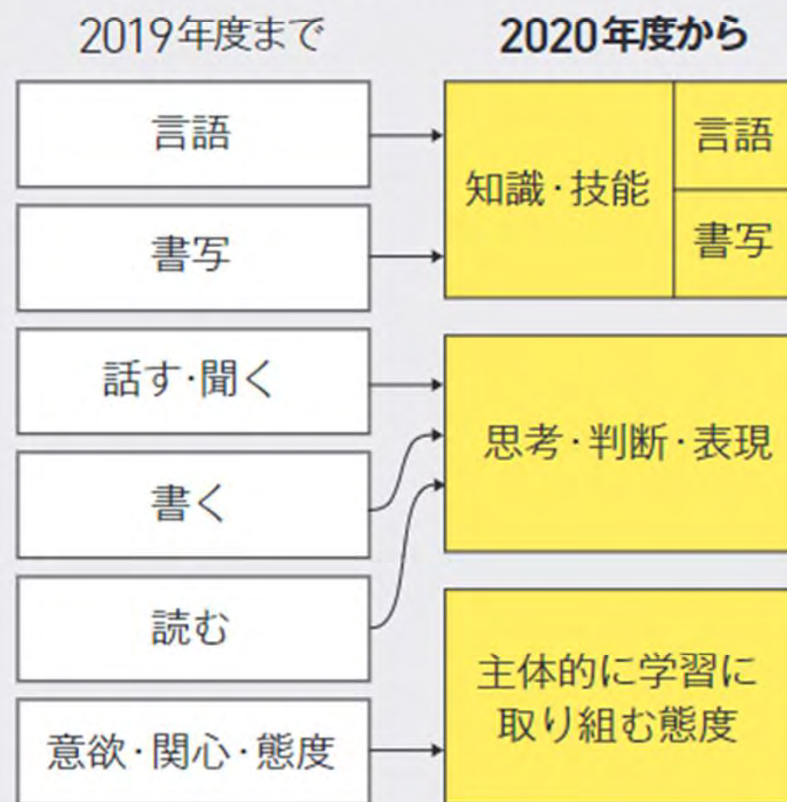 2019年度まで
2020年度から
言語
書写
話す・聞く
書く
読む
意欲・関心・態度
知識・技能
言語
書写
思考・判断・表現
主体的に学習に
取り組む態度